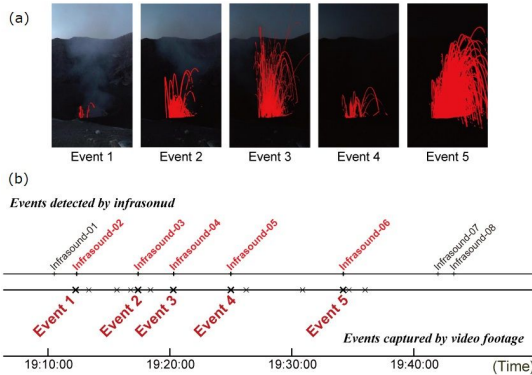 (a)
Event 1
Event 2
Event 3
Event 4
Event 5
(b)
Events detected by infrasonud
Infrasound-01
Infrasound-02
Infrasound-03
Infrasound-04
Infrasound-05
Infrasound-06
Infrasound-07
Infrasound-08
Event 1
Event 2
Event 3
Event 4
Event 5
Events captured by video footage
19:10:00
19:20:00
19:30:00
19:40:00
(Time)